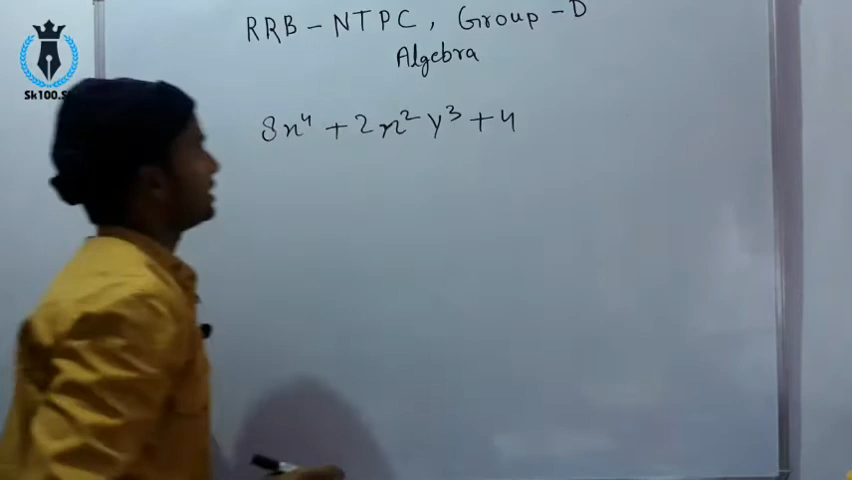 RRB - NTPC, Group - D
Algebra
8x⁴ + 2x²y³ + 4